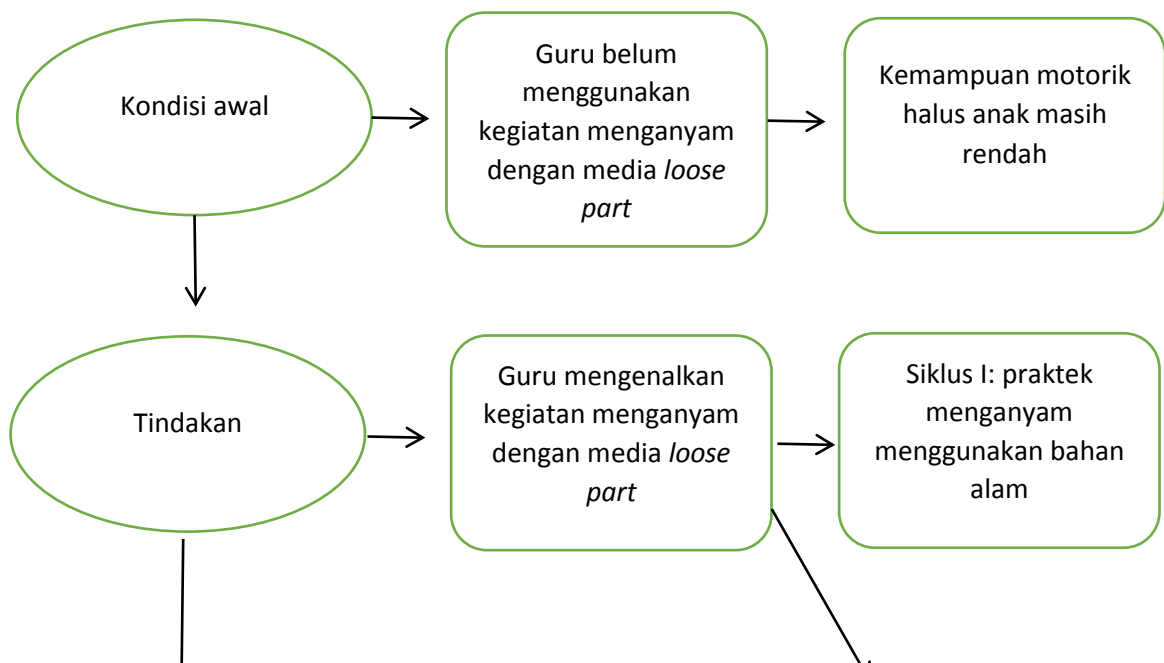 Kondisi awal
Guru belum
menggunakan
kegiatan menganyam
dengan media loose
part
Kemampuan motorik
halus anak masih
rendah
Tindakan
Guru mengenalkan
kegiatan menganyam
dengan media loose
part
Siklus I: praktek
menganyam
menggunakan bahan
alam